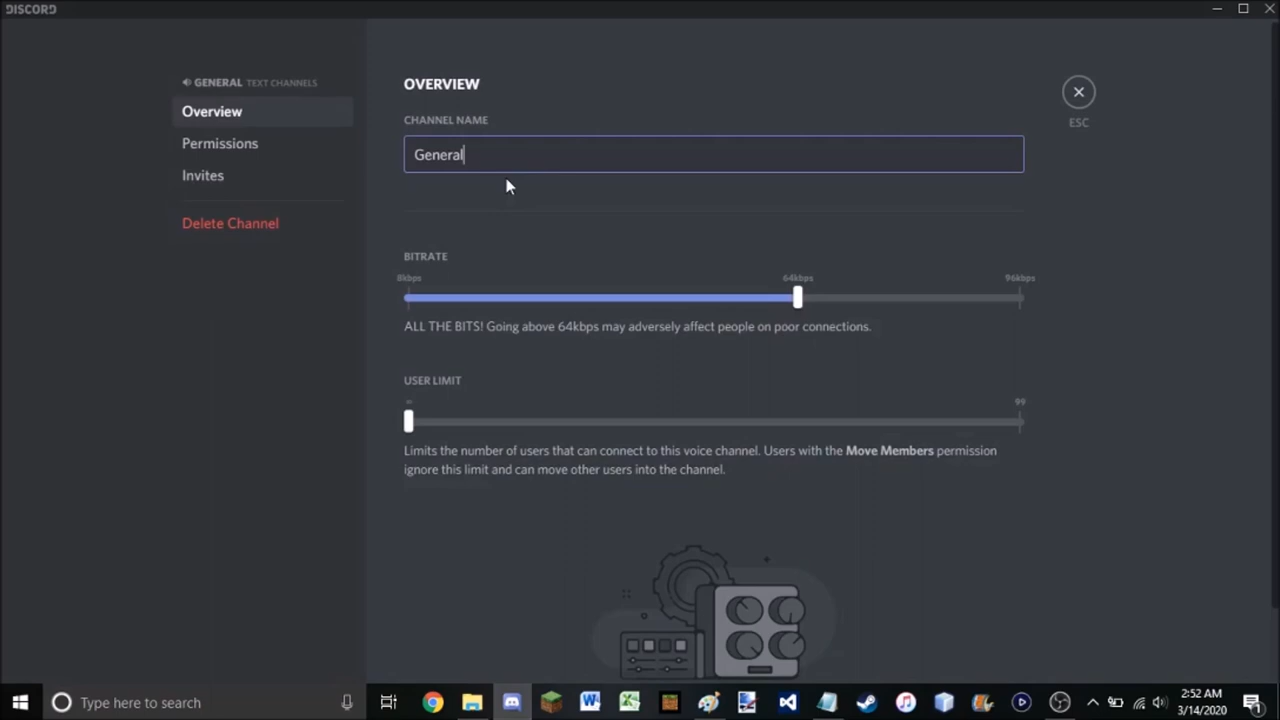 DISCORD
GENERAL TEXT CHANNELS
Overview
Permissions
Invites
Delete Channel
OVERVIEW
CHANNEL NAME
General
ESC
BITRATE
8kbps 64kbps 96kbps
ALL THE BITS! Going above 64kbps may adversely affect people on poor connections.
USER LIMIT
∞ 99
Limits the number of users that can connect to this voice channel. Users with the Move Members permission
ignore this limit and can move other users into the channel.
Type here to search
2:52 AM
3/14/2020
1